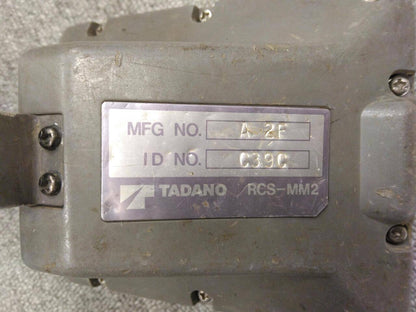 MFG NO. A 2F
ID NO. C39C
TADANO RCS-MM2